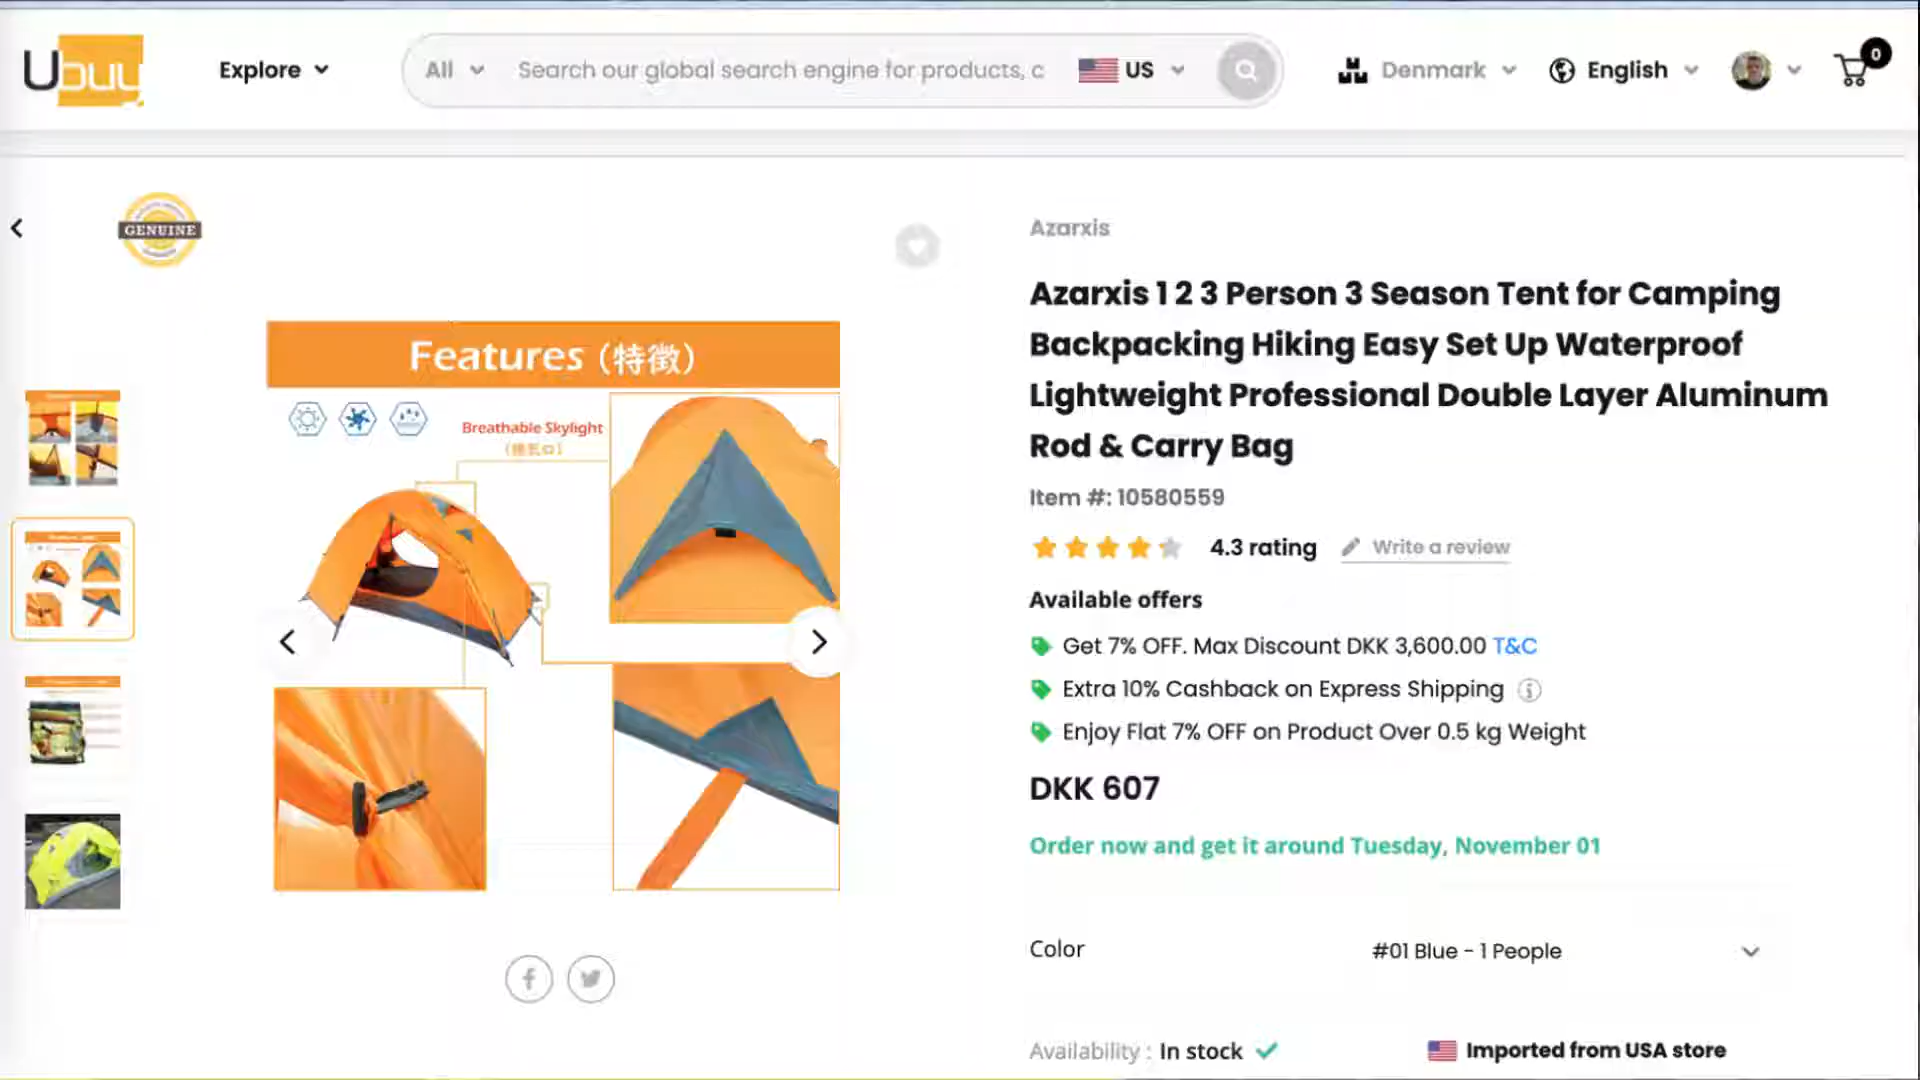 Ubuy
Explore
All
Search our global search engine for products, c
US
Denmark
English
0
GENUINE
Features (特徴)
Breathable Skylight
Azarxis
Azarxis 1 2 3 Person 3 Season Tent for Camping
Backpacking Hiking Easy Set Up Waterproof
Lightweight Professional Double Layer Aluminum
Rod & Carry Bag
Item #: 10580559
4.3 rating
Write a review
Available offers
Get 7% OFF. Max Discount DKK 3,600.00 T&C
Extra 10% Cashback on Express Shipping
Enjoy Flat 7% OFF on Product Over 0.5 kg Weight
DKK 607
Order now and get it around Tuesday, November 01
Color
#01 Blue - 1 People
Availability : In stock
Imported from USA store